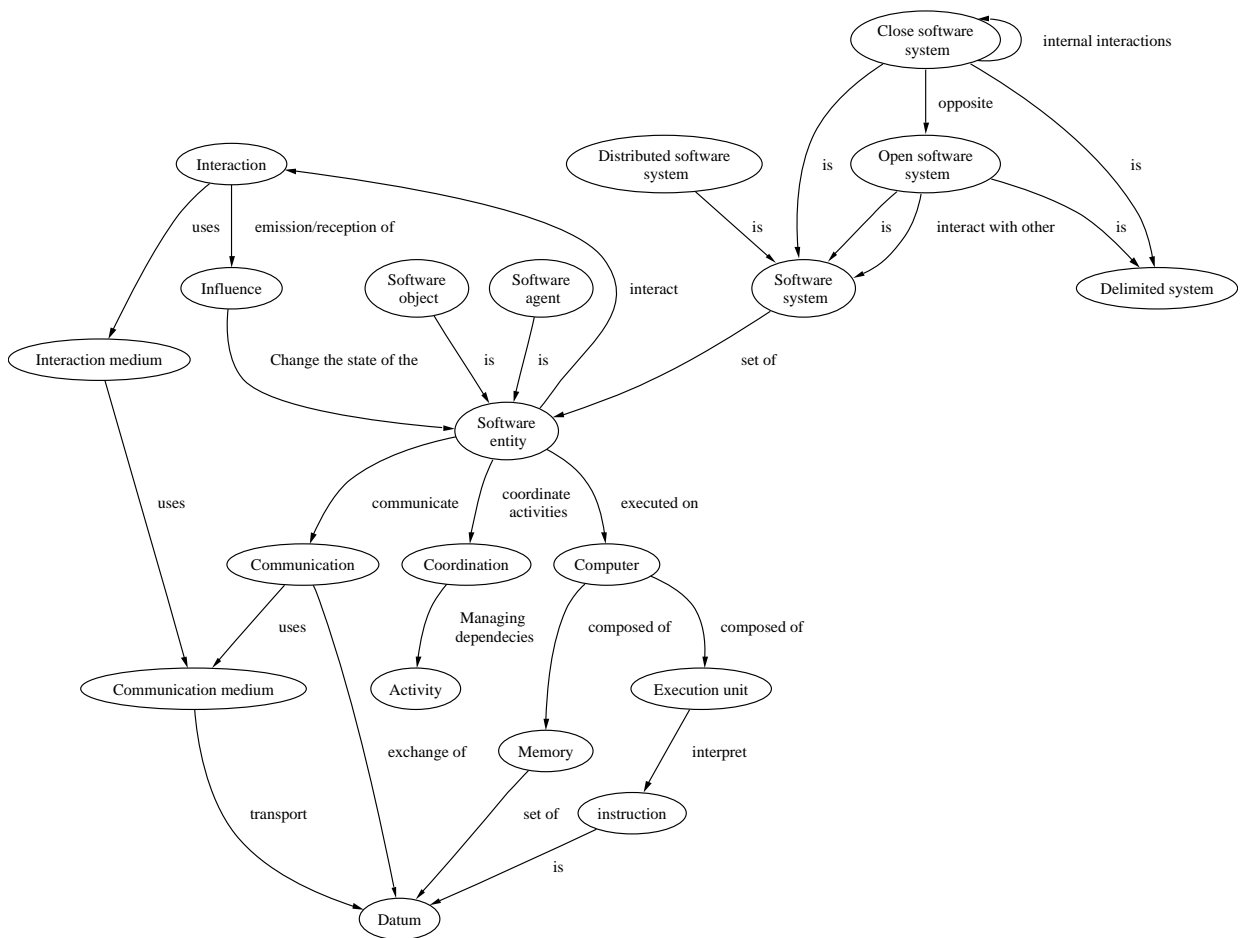 Close software
system
internal interactions
opposite
Interaction
Distributed software
system
Open software
system
is
is
uses
emission/reception of
is
is
interact with other
is
Influence
Software
object
Software
agent
interact
Software
system
Delimited system
Interaction medium
Change the state of the
is
is
set of
Software
entity
uses
communicate
coordinate
activities
executed on
Communication
Coordination
Computer
uses
Managing
dependecies
composed of
composed of
Communication medium
Activity
Execution unit
exchange of
Memory
interpret
transport
set of
instruction
is
Datum